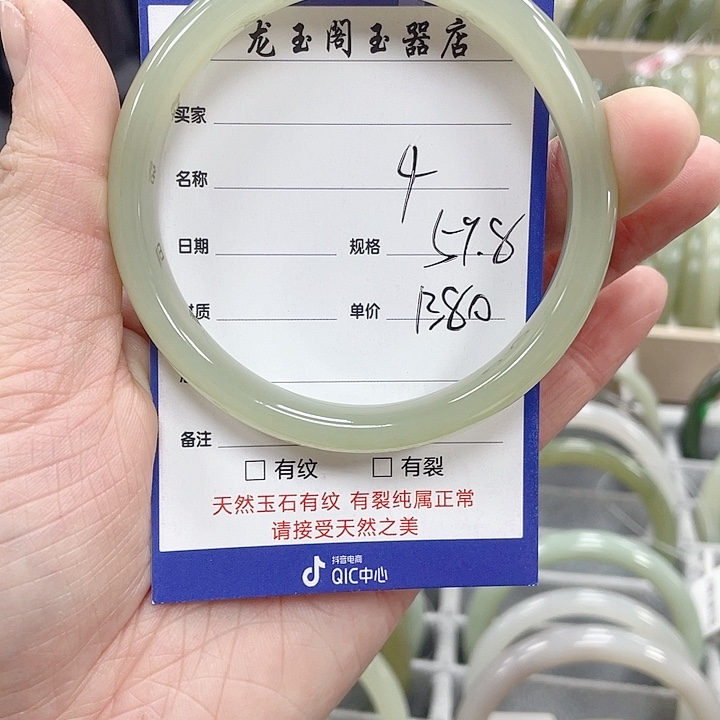 龙玉阁玉器店
买家
名称 4
日期 规格 59.8
质 单价 1380
备注
□ 有纹 □ 有裂
天然玉石有纹 有裂纯属正常
请接受天然之美
抖音电商
QIC中心